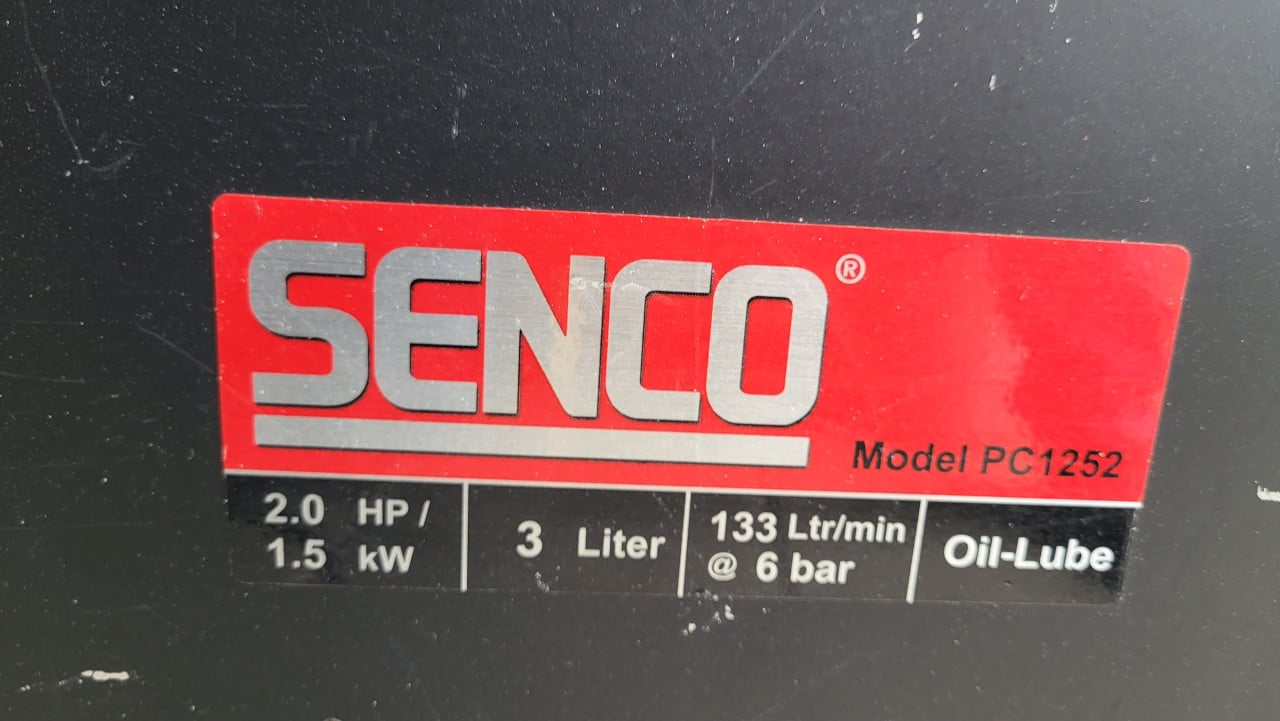 SENCO®
Model PC1252
2.0 HP /
1.5 kW
3 Liter
133 Ltr/min
@ 6 bar
Oil-Lube